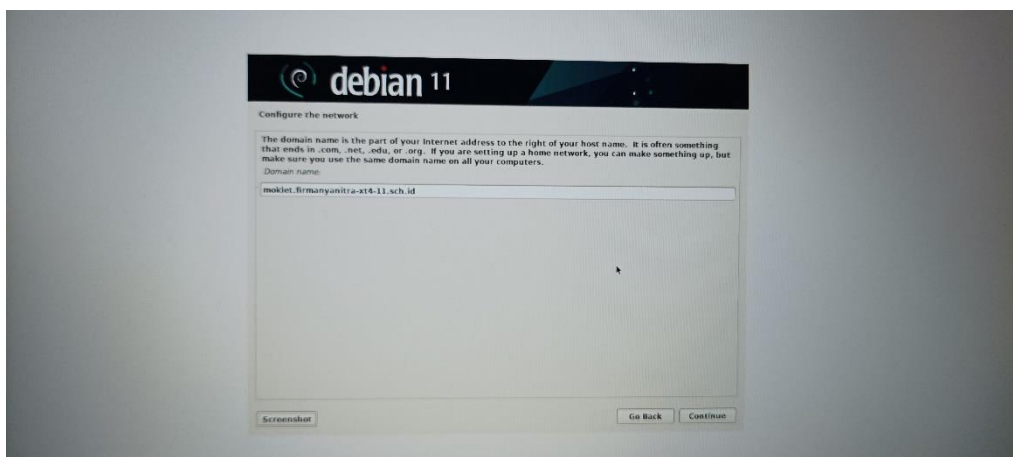 debian 11
Configure the network
The domain name is the part of your Internet address to the right of your host name. It is often something
that ends in .com, .net, .edu, or .org. If you are setting up a home network, you can make something up, but
make sure you use the same domain name on all your computers.
Domain name:
moklet.firmanyanitra-xt4-11.sch.id
Screenshot
Go Back
Continue